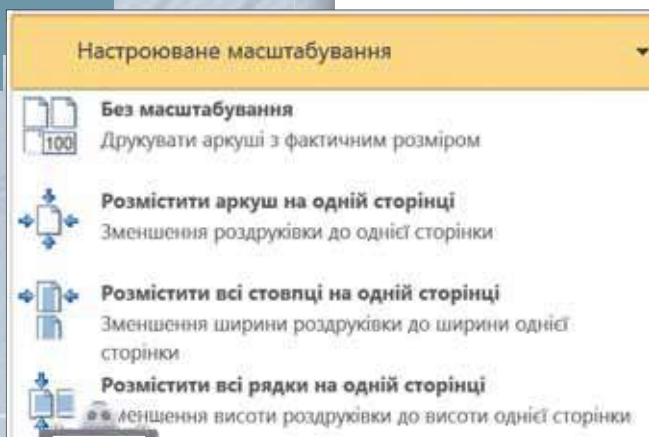 Настроюване масштабування
Без масштабування
100
Друкувати аркуші з фактичним розміром
Розмістити аркуш на одній сторінці
Зменшення роздруківки до однієї сторінки
Розмістити всі стовпці на одній сторінці
Зменшення ширини роздруківки до ширини однієї
сторінки
Розмістити всі рядки на одній сторінці
висоти роздруківки до висоти однієї сторінки